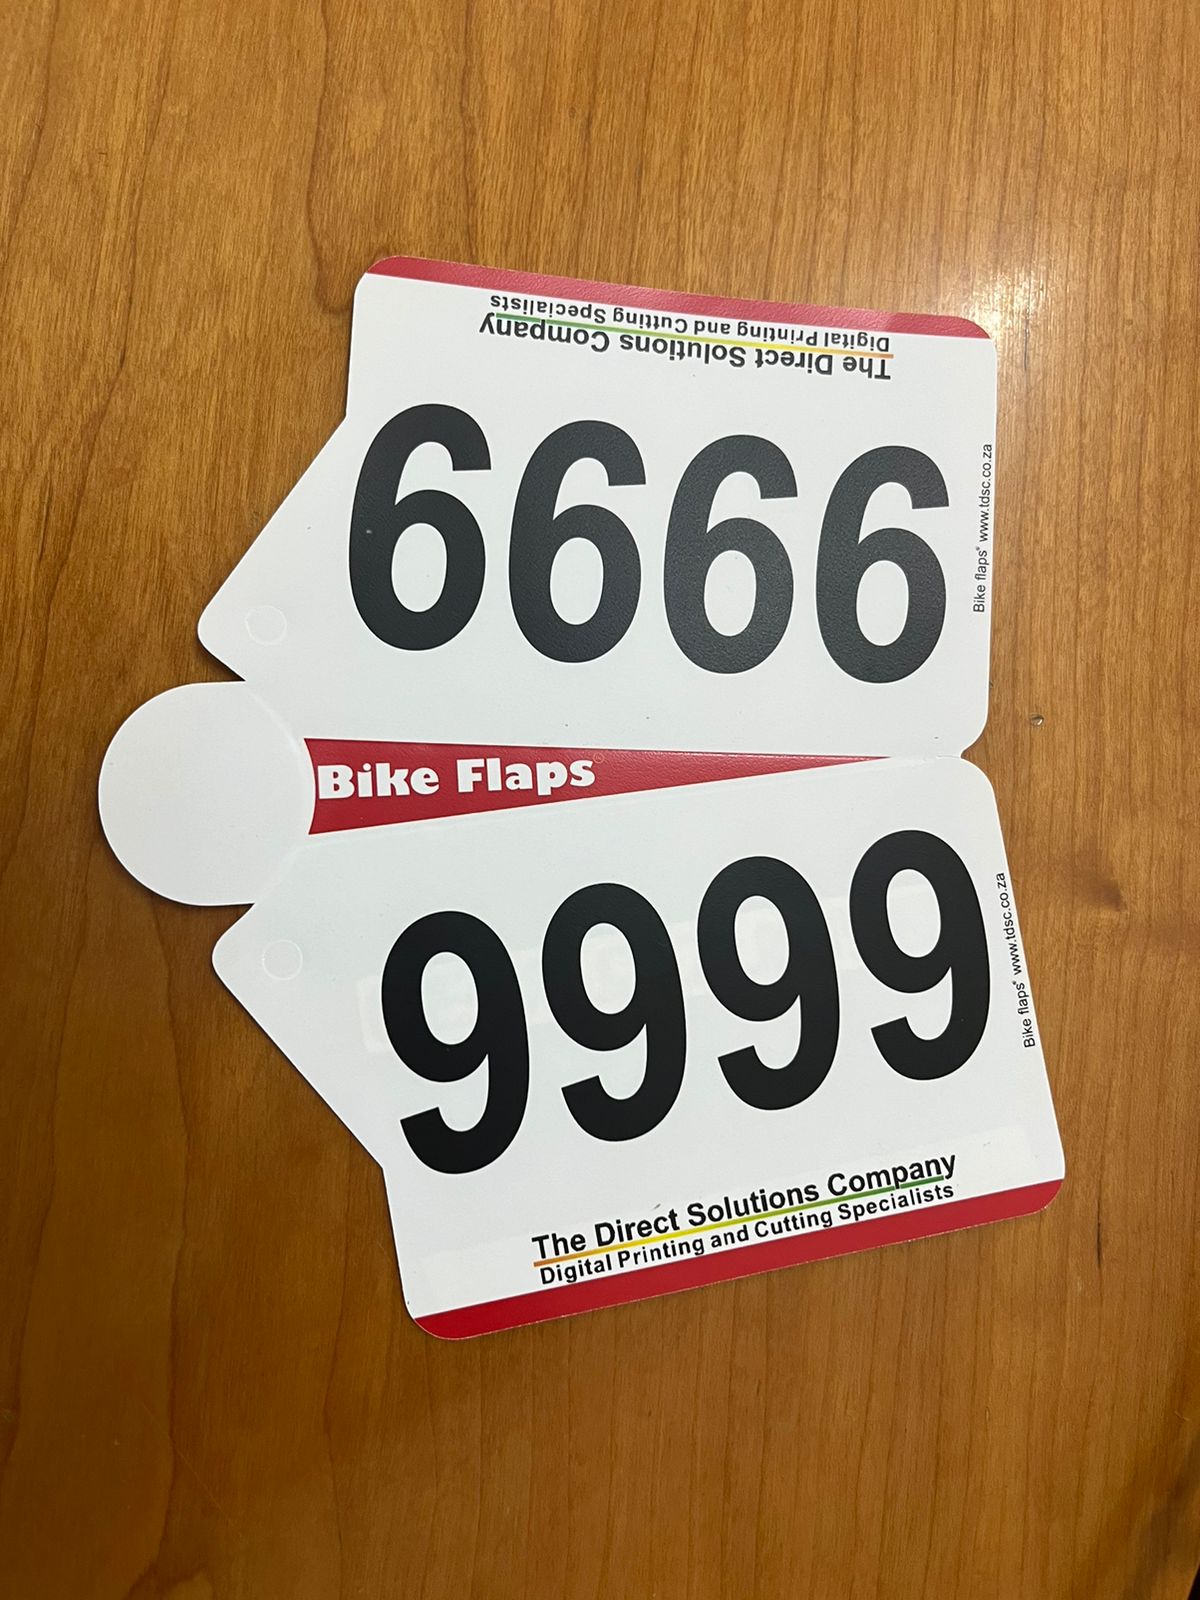 The Direct Solutions Company
Digital Printing and Cutting Specialists
9999
Bike flaps® www.tdsc.co.za
Bike Flaps®
9999
Bike flaps® www.tdsc.co.za
The Direct Solutions Company
Digital Printing and Cutting Specialists